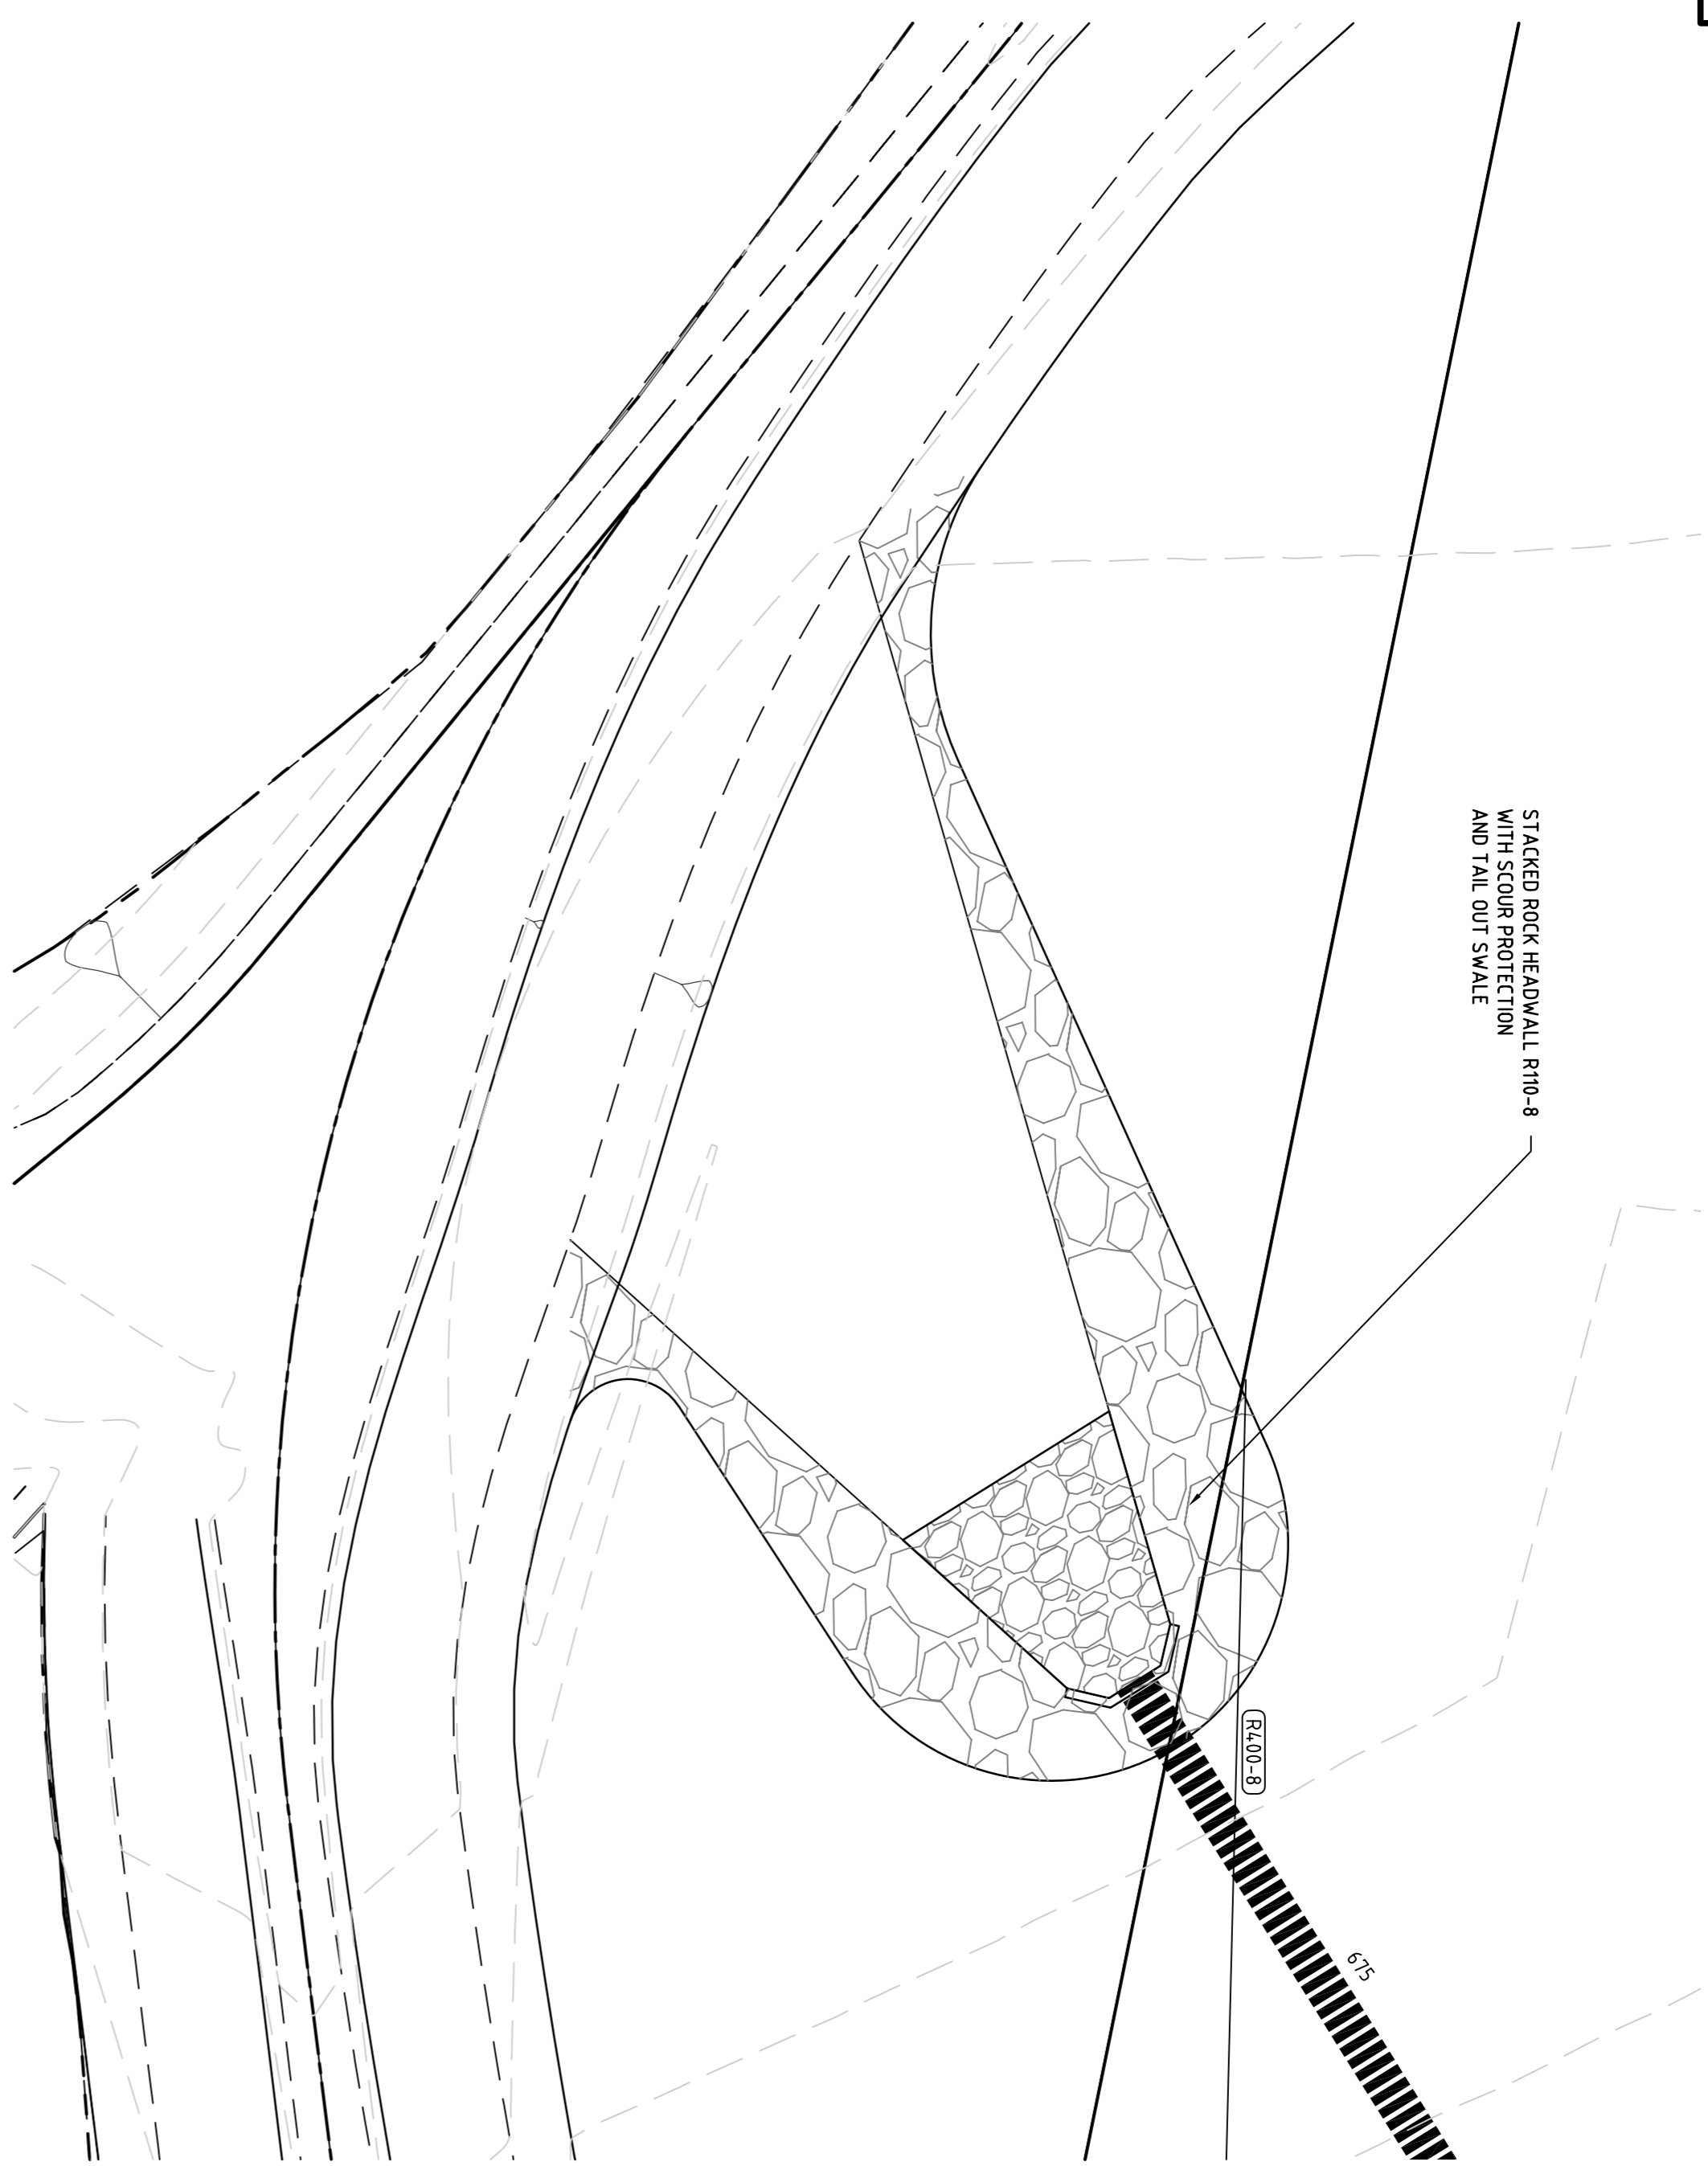 STACKED ROCK HEADWALL R110-8
WITH SCOUR PROTECTION
AND TAIL OUT SWALE
R400-8
675